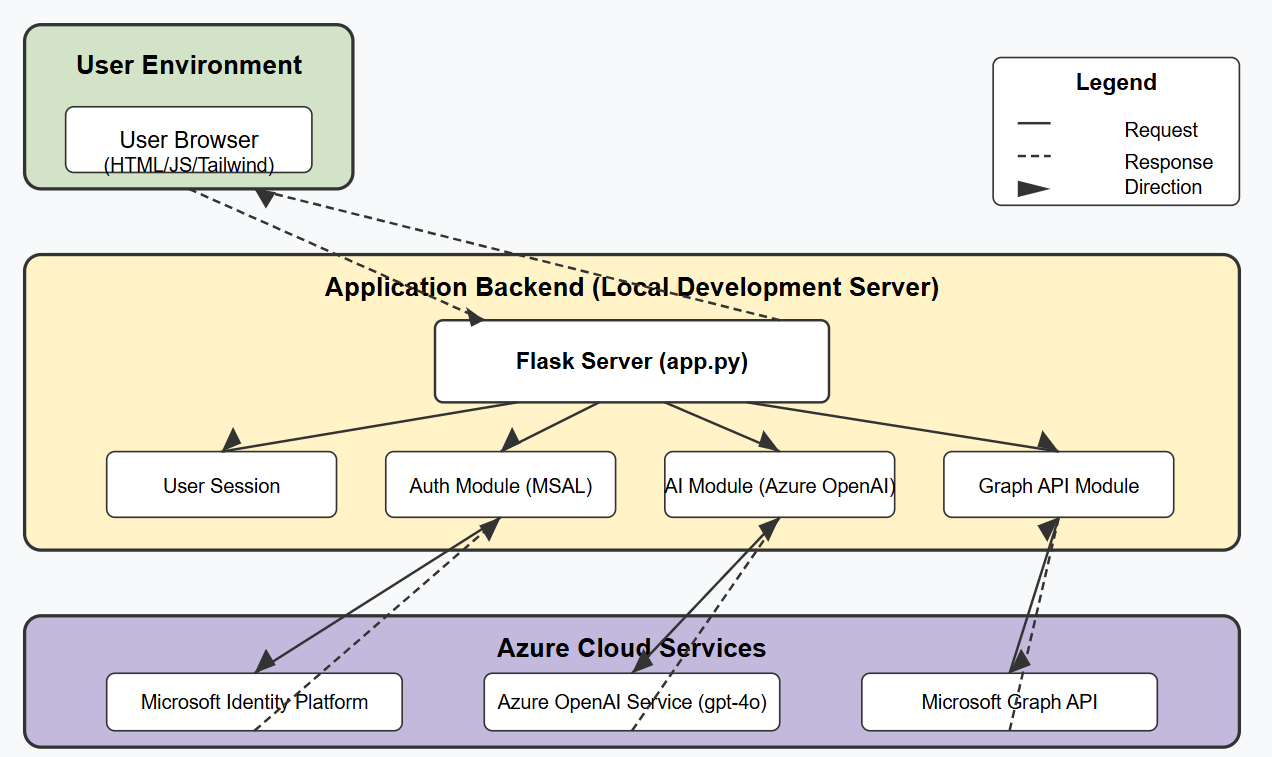 User Environment
User Browser
(HTML/JS/Tailwind)
Legend
Request
Response
Direction
Application Backend (Local Development Server)
Flask Server (app.py)
User Session
Auth Module (MSAL)
AI Module (Azure OpenAI)
Graph API Module
Azure Cloud Services
Microsoft Identity Platform
Azure OpenAI Service (gpt-4o)
Microsoft Graph API